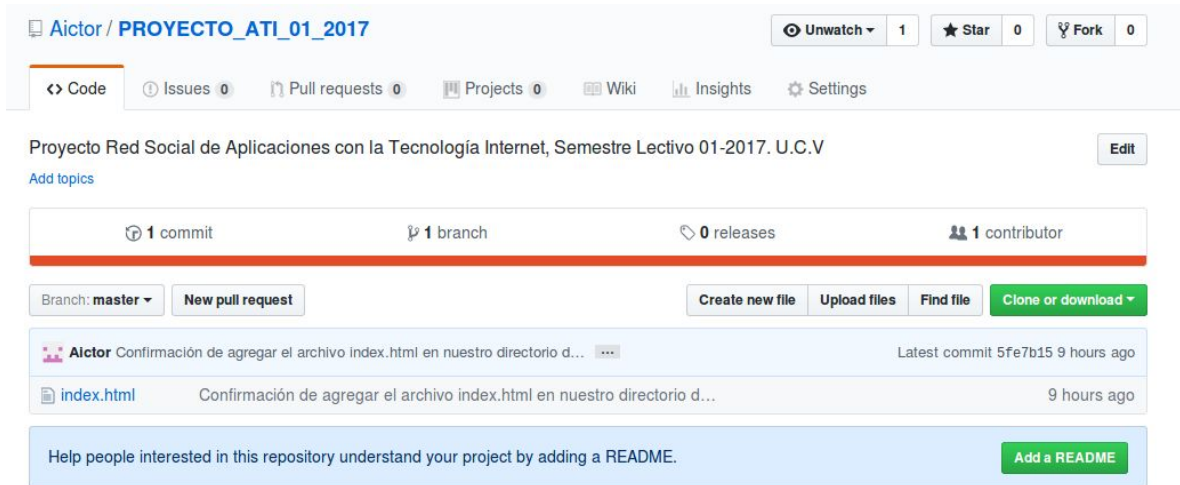 Aictor / PROYECTO_ATI_01_2017 Unwatch 1 Star 0 Fork 0
Code Issues 0 Pull requests 0 Projects 0 Wiki Insights Settings
Proyecto Red Social de Aplicaciones con la Tecnología Internet, Semestre Lectivo 01-2017. U.C.V Edit
Add topics
1 commit 1 branch 0 releases 1 contributor
Branch: master New pull request Create new file Upload files Find file Clone or download
Aictor Confirmación de agregar el archivo index.html en nuestro directorio d... ... Latest commit 5fe7b15 9 hours ago
index.html Confirmación de agregar el archivo index.html en nuestro directorio d... 9 hours ago
Help people interested in this repository understand your project by adding a README. Add a README